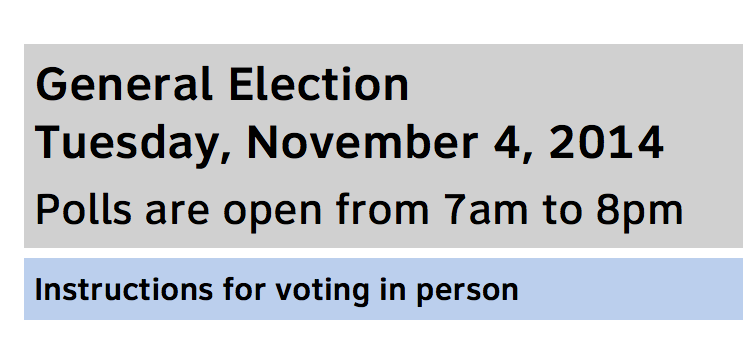 General Election
Tuesday, November 4, 2014
Polls are open from 7am to 8pm
Instructions for voting in person